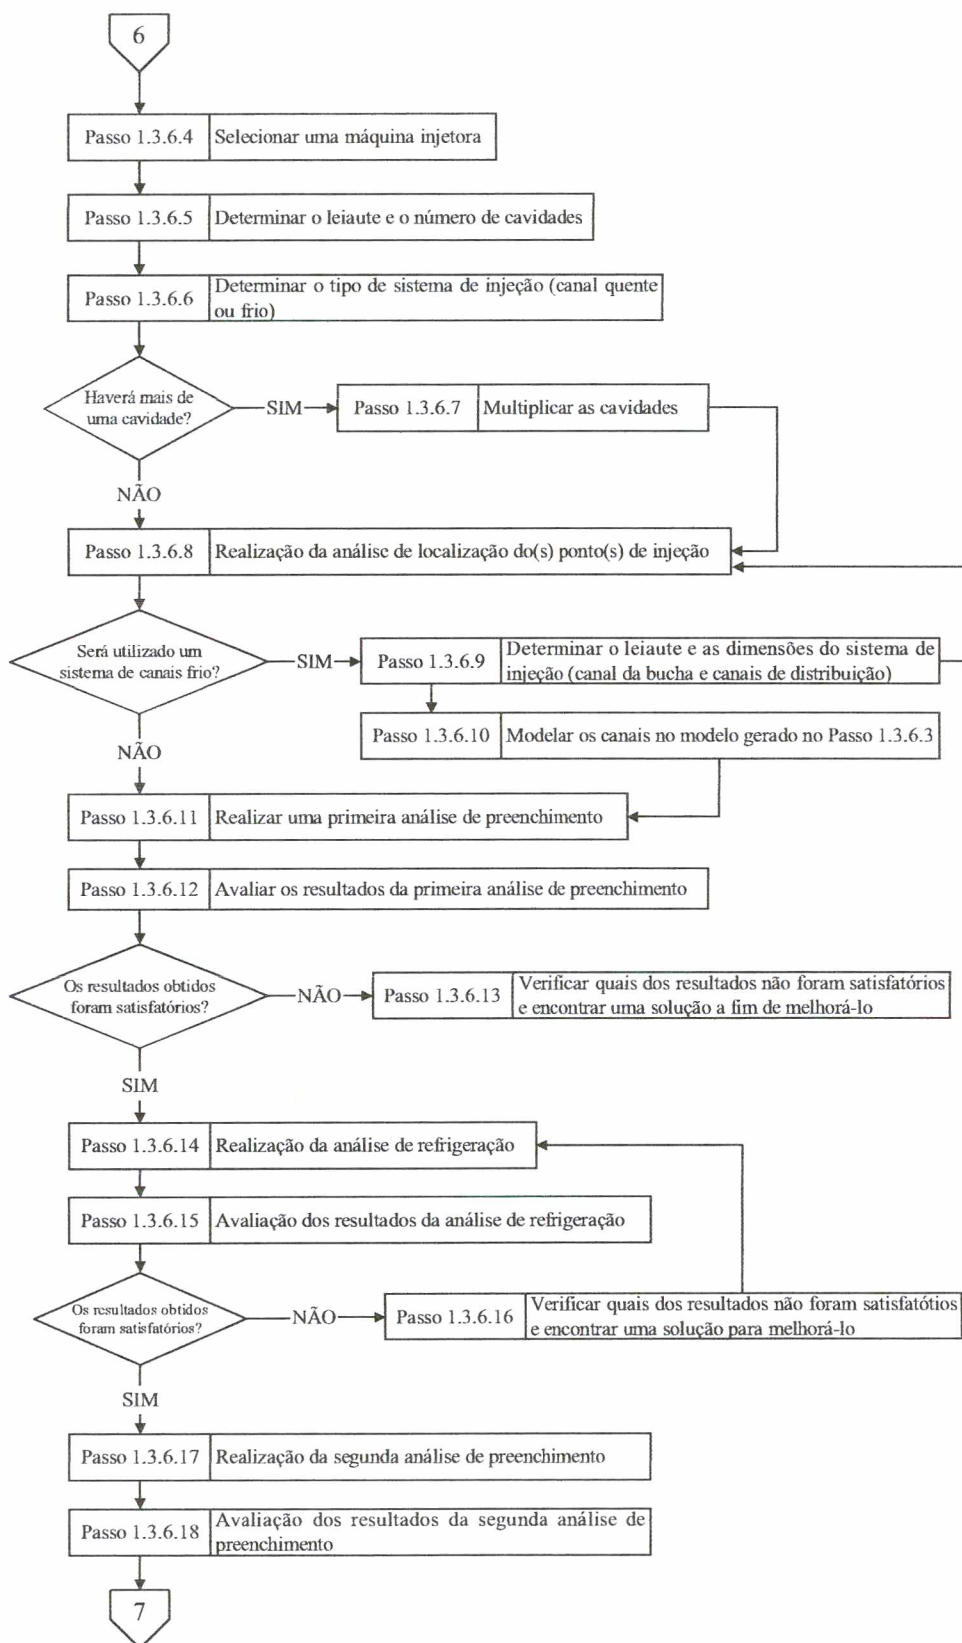 6
Passo 1.3.6.4
Selecionar uma máquina injetora
Passo 1.3.6.5
Determinar o leiaute e o número de cavidades
Passo 1.3.6.6
Determinar o tipo de sistema de injeção (canal quente
ou frio)
Haverá mais de
uma cavidade?
SIM
Passo 1.3.6.7
Multiplicar as cavidades
NÃO
Passo 1.3.6.8
Realização da análise de localização do(s) ponto(s) de injeção
Será utilizado um
sistema de canais frio?
SIM
Passo 1.3.6.9
Determinar o leiaute e as dimensões do sistema de
injeção (canal da bucha e canais de distribuição)
Passo 1.3.6.10
Modelar os canais no modelo gerado no Passo 1.3.6.3
NÃO
Passo 1.3.6.11
Realizar uma primeira análise de preenchimento
Passo 1.3.6.12
Avaliar os resultados da primeira análise de preenchimento
Os resultados obtidos
foram satisfatórios?
NÃO
Passo 1.3.6.13
Verificar quais dos resultados não foram satisfatórios
e encontrar uma solução a fim de melhorá-lo
SIM
Passo 1.3.6.14
Realização da análise de refrigeração
Passo 1.3.6.15
Avaliação dos resultados da análise de refrigeração
Os resultados obtidos
foram satisfatórios?
NÃO
Passo 1.3.6.16
Verificar quais dos resultados não foram satisfatótios
e encontrar uma solução para melhorá-lo
SIM
Passo 1.3.6.17
Realização da segunda análise de preenchimento
Passo 1.3.6.18
Avaliação dos resultados da segunda análise de
preenchimento
7